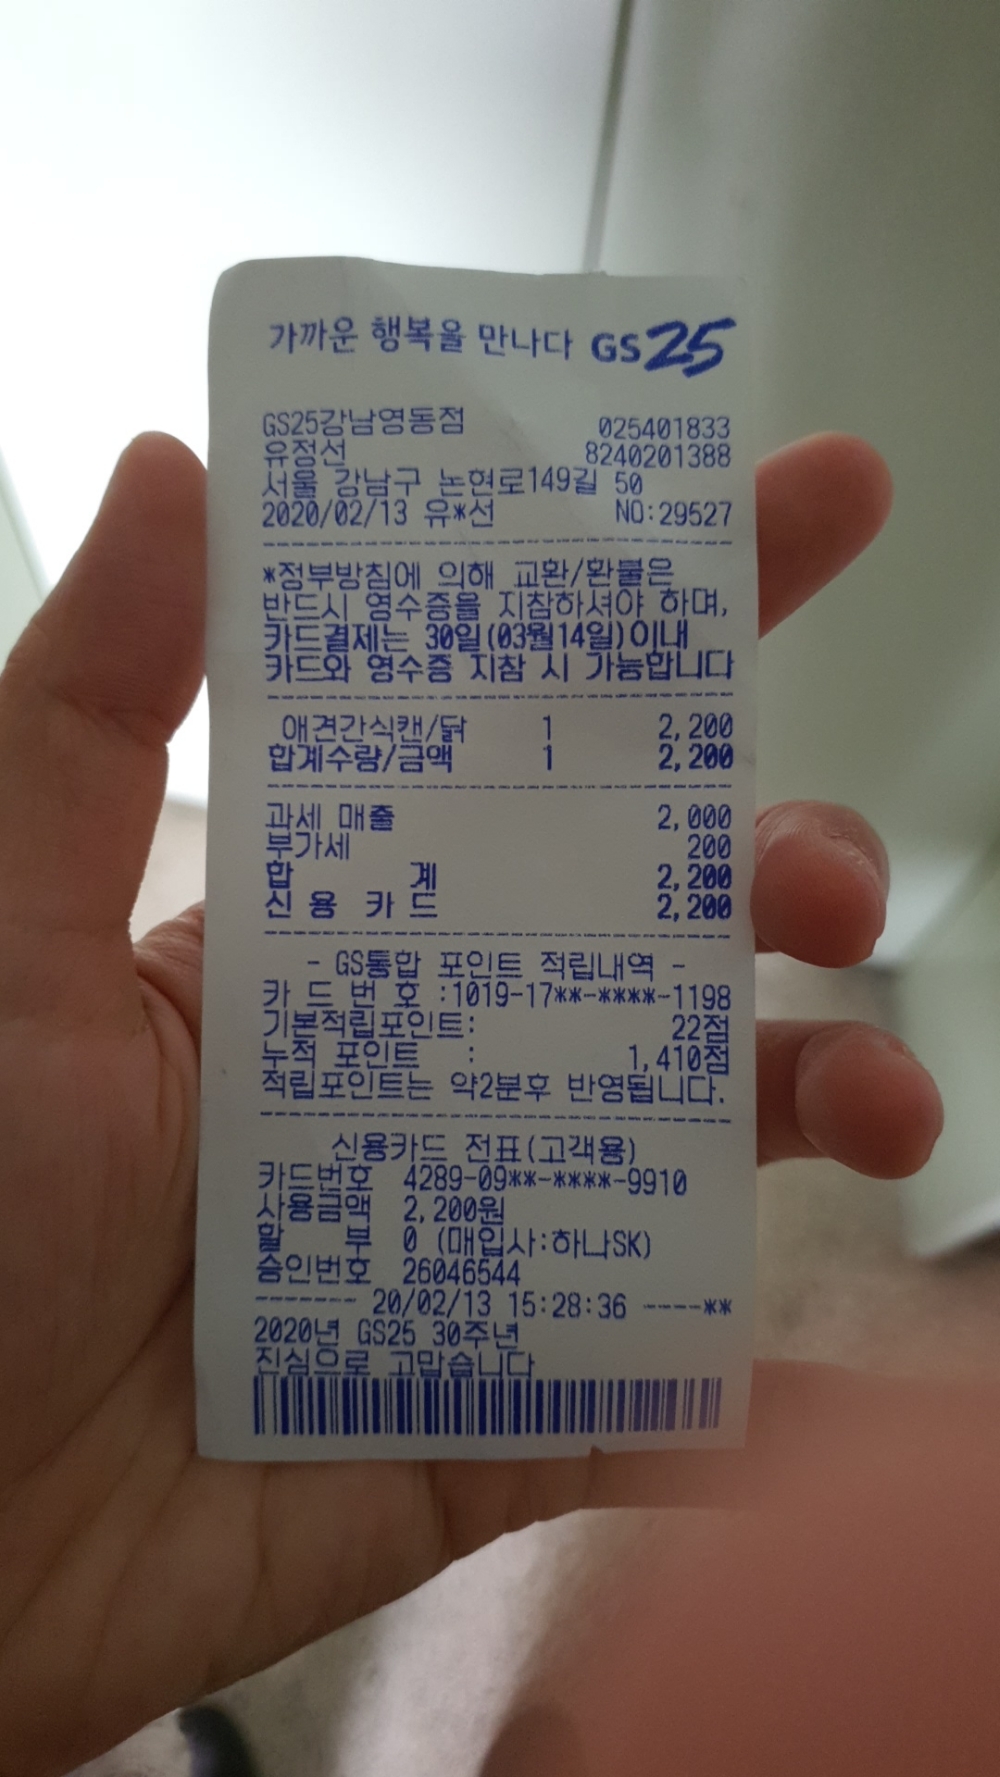 가까운 행복을 만나다 GS25
GS25강남영동점 025401833
유정선 8240201388
서울 강남구 논현로149길 50
2020/02/13 유*선 NO:29527
*정부방침에 의해 교환/환불은
반드시 영수증을 지참하셔야 하며,
카드결제는 30일(03월14일)이내
카드와 영수증 지참 시 가능합니다
애견간식캔/닭 1 2,200
합계수량/금액 1 2,200
과세 매출 2,000
부가세 200
합 계 2,200
신 용 카 드 2,200
- GS통합 포인트 적립내역 -
카 드 번 호 :1019-17**-****-1198
기본적립포인트: 22점
누적 포인트 : 1,410점
적립포인트는 약2분후 반영됩니다.
신용카드 전표(고객용)
카드번호 4289-09**-****-9910
사용금액 2,200원
할 부 0 (매입사:하나SK)
승인번호 26046544
------- 20/02/13 15:28:36 -----**
2020년 GS25 30주년
진심으로 고맙습니다